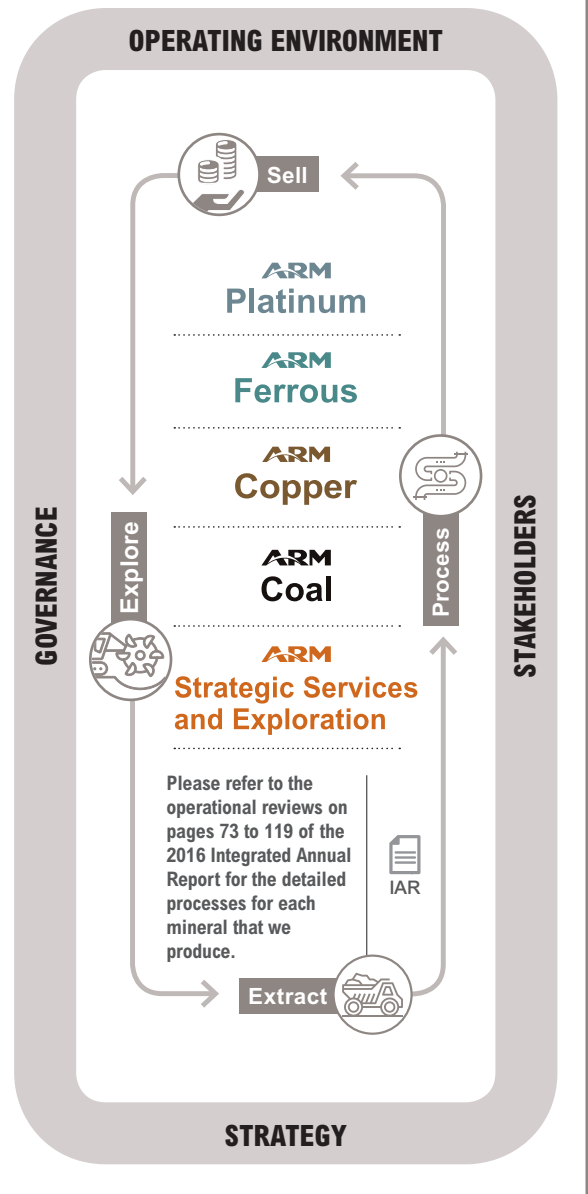 OPERATING ENVIRONMENT
Sell
ARM
Platinum
ARM
Ferrous
ARM
Copper
ARM
Coal
ARM
Strategic Services
and Exploration
GOVERNANCE
Explore
Process
STAKEHOLDERS
Please refer to the
operational reviews on
pages 73 to 119 of the
2016 Integrated Annual
Report for the detailed
processes for each
mineral that we
produce.
IAR
Extract
STRATEGY